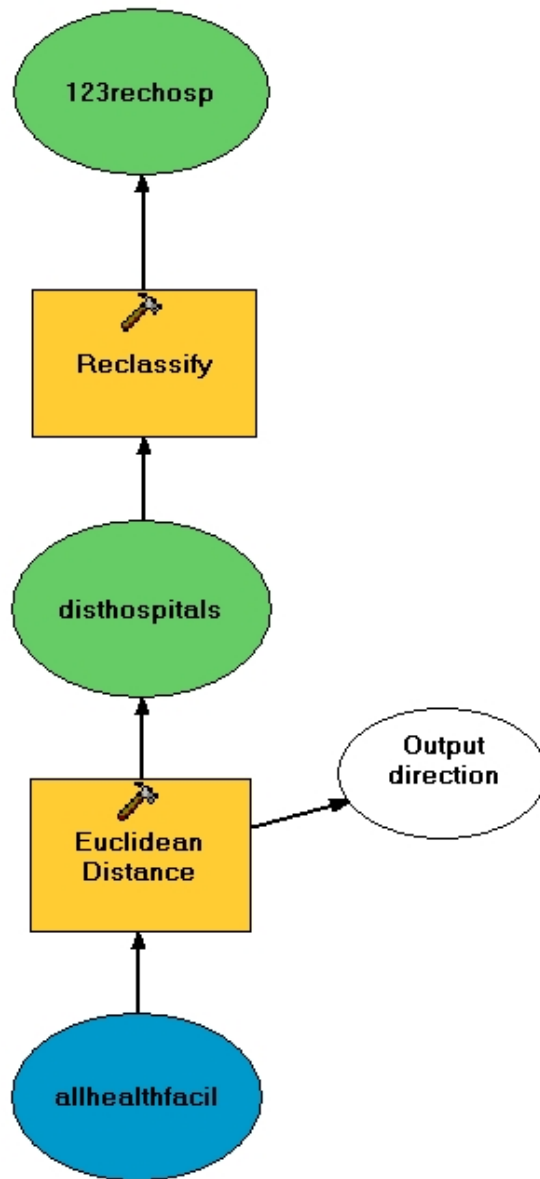 123rechosp
Reclassify
disthospitals
Output
direction
Euclidean
Distance
allhealthfacil